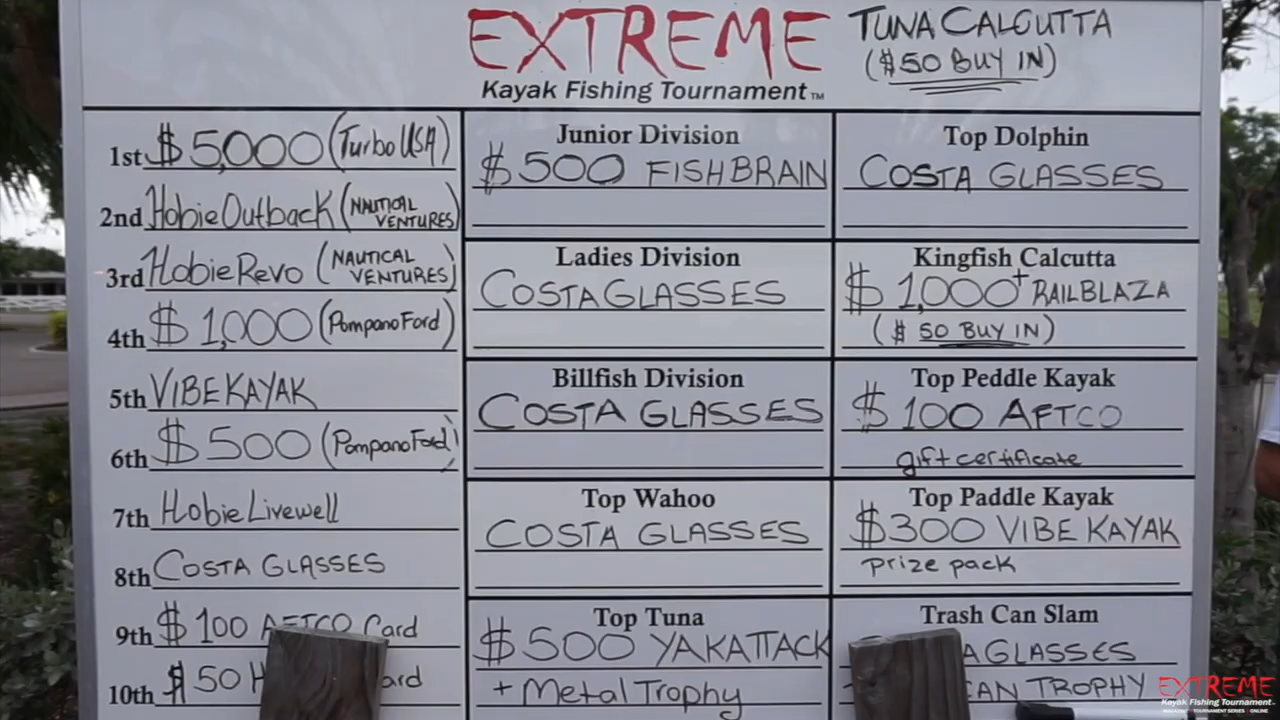 EXTREME
Kayak Fishing Tournament™
TUNA CALCUTTA
($50 BUY IN)
1st $5,000 (Turbo USA)
2nd Hobie Outback (NAUTICAL VENTURES)
3rd Hobie Revo (NAUTICAL VENTURES)
4th $1,000 (Pompano Ford)
5th VIBE KAYAK
6th $500 (Pompano Ford)
7th Hobie Livewell
8th COSTA GLASSES
9th $100 AFTCO Card
10th $50
Junior Division
$500 FISHBRAIN
Ladies Division
COSTA GLASSES
Billfish Division
COSTA GLASSES
Top Wahoo
COSTA GLASSES
Top Tuna
$500 YAKATTACK
+ Metal Trophy
Top Dolphin
COSTA GLASSES
Kingfish Calcutta
$1,000 + RAILBLAZA
($50 BUY IN)
Top Peddle Kayak
$100 AFTCO
gift certificate
Top Paddle Kayak
$300 VIBE KAYAK
prize pack
Trash Can Slam
GLASSES
TROPHY
EXTREME
Kayak Fishing Tournament